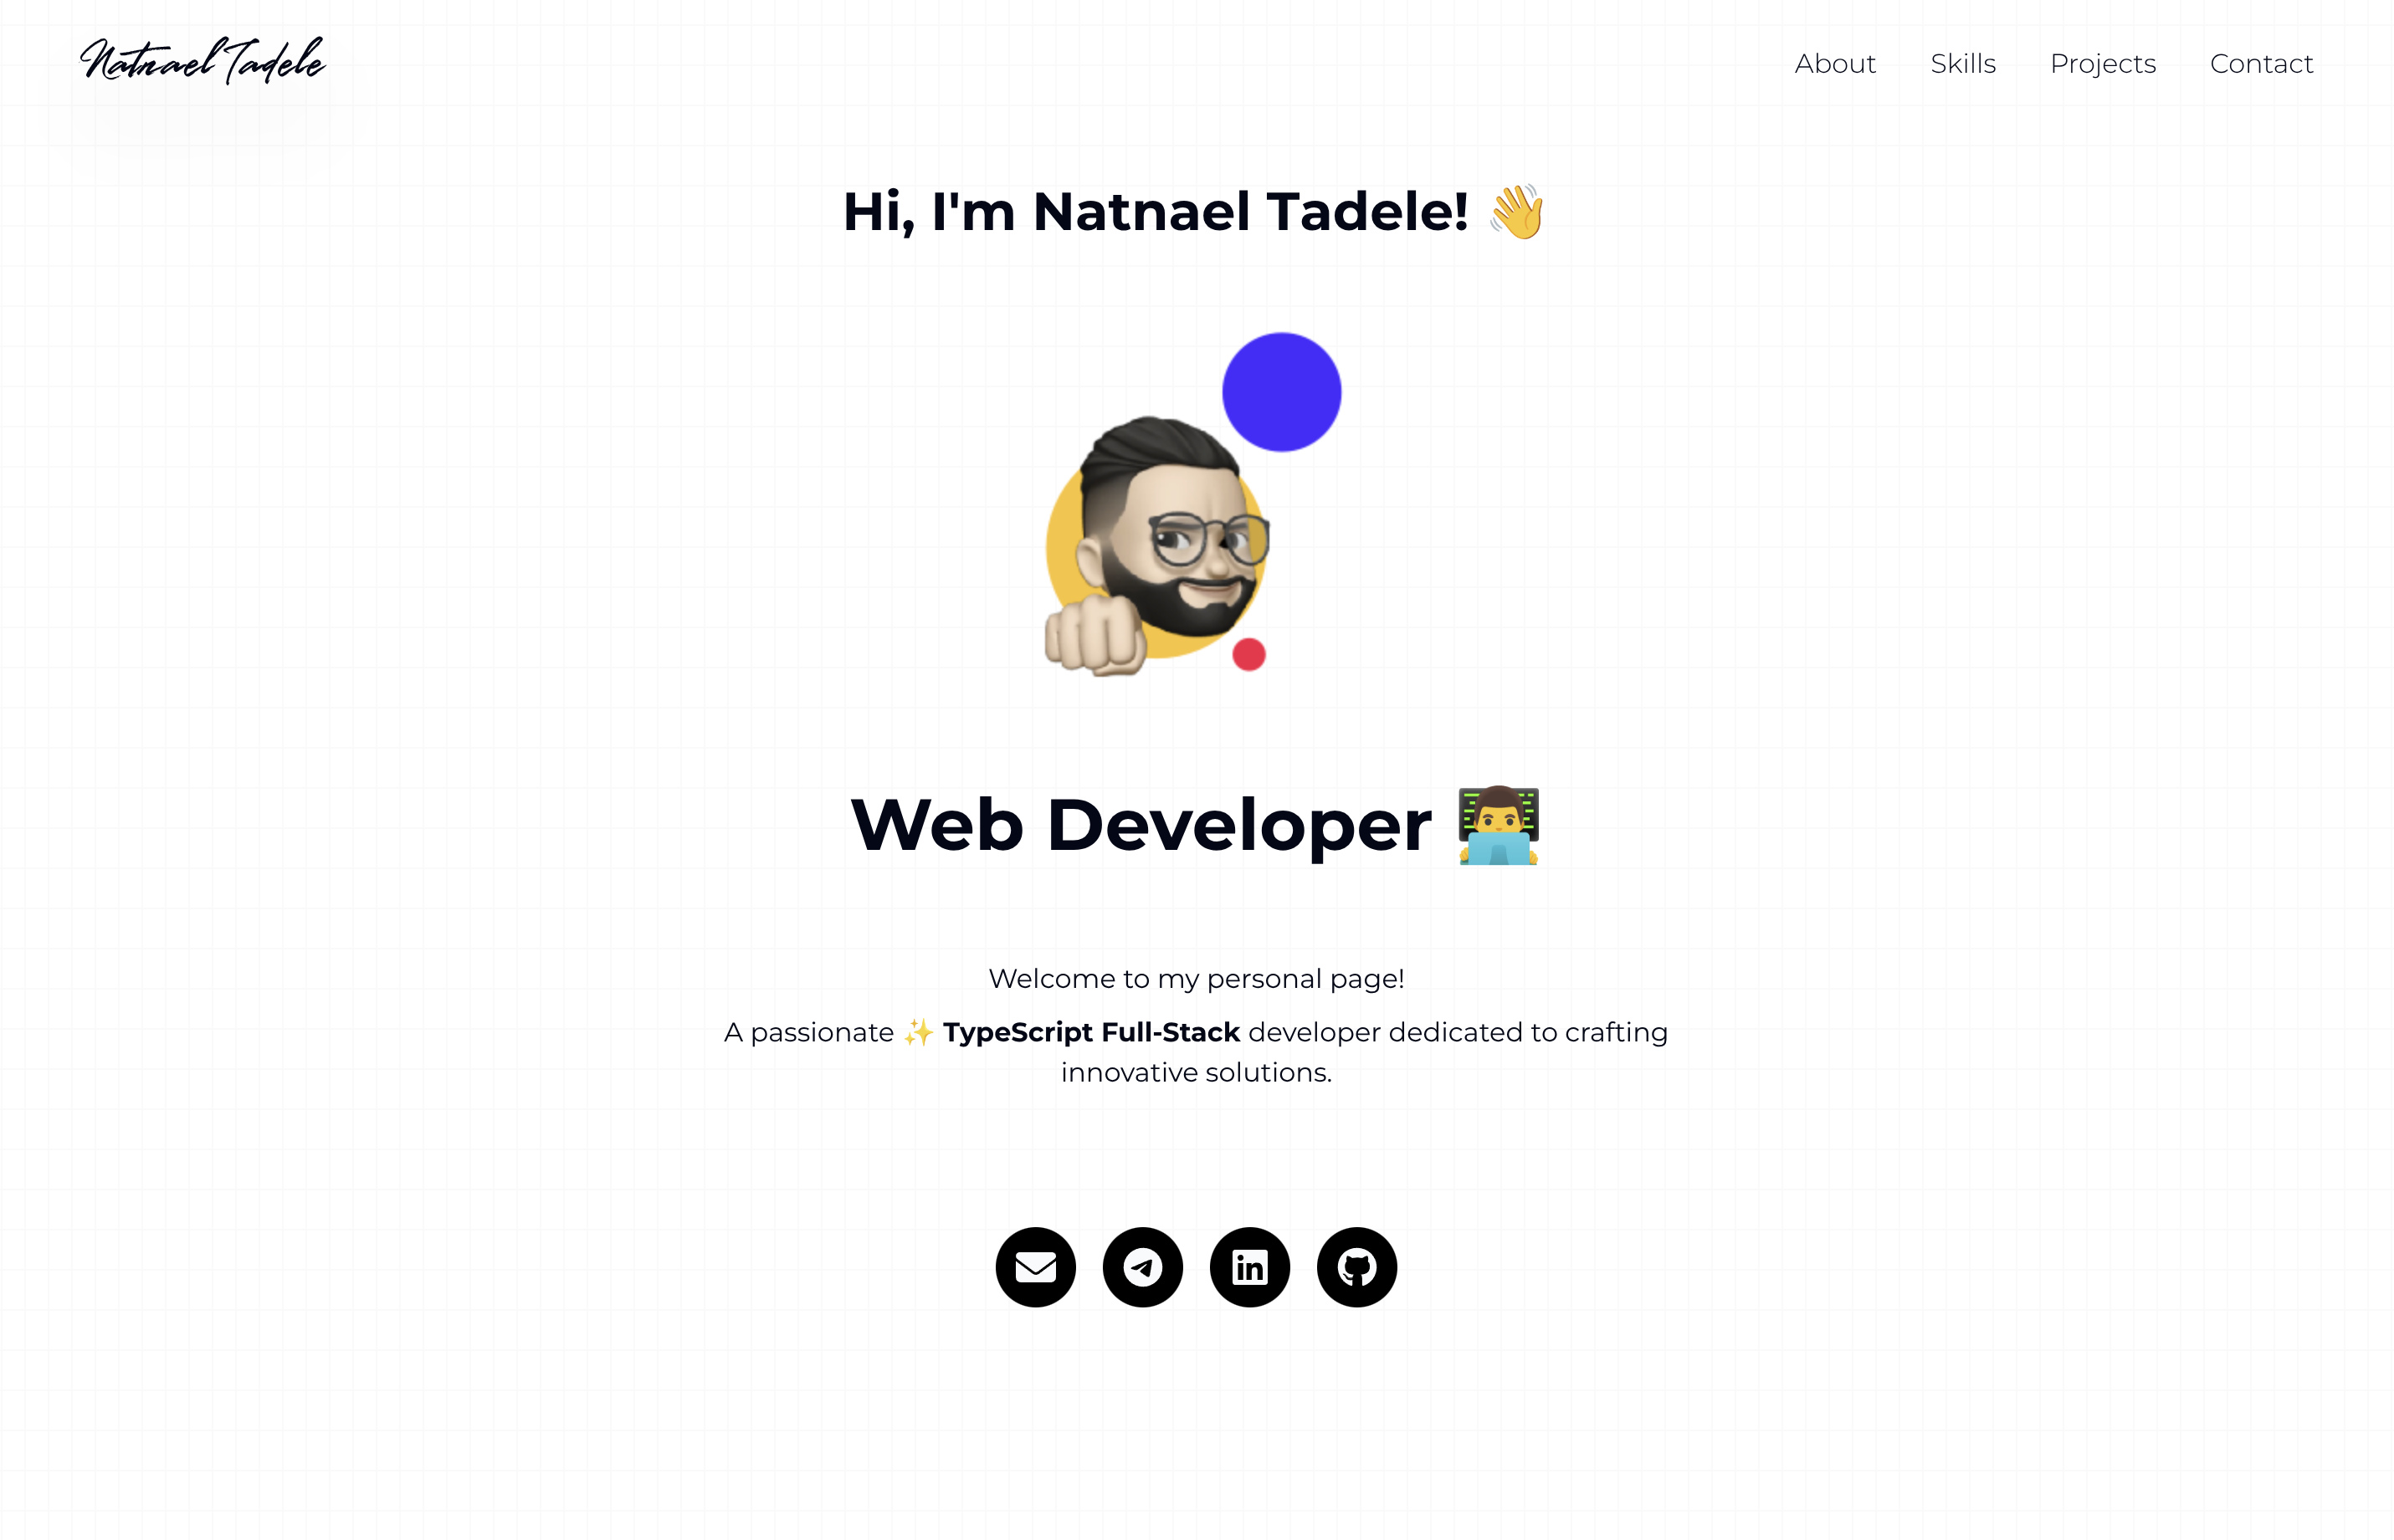 Natnael Tadele
About Skills Projects Contact
Hi, I'm Natnael Tadele! 👋
Web Developer 👨‍💻
Welcome to my personal page!
A passionate ✨ TypeScript Full-Stack developer dedicated to crafting
innovative solutions.
in